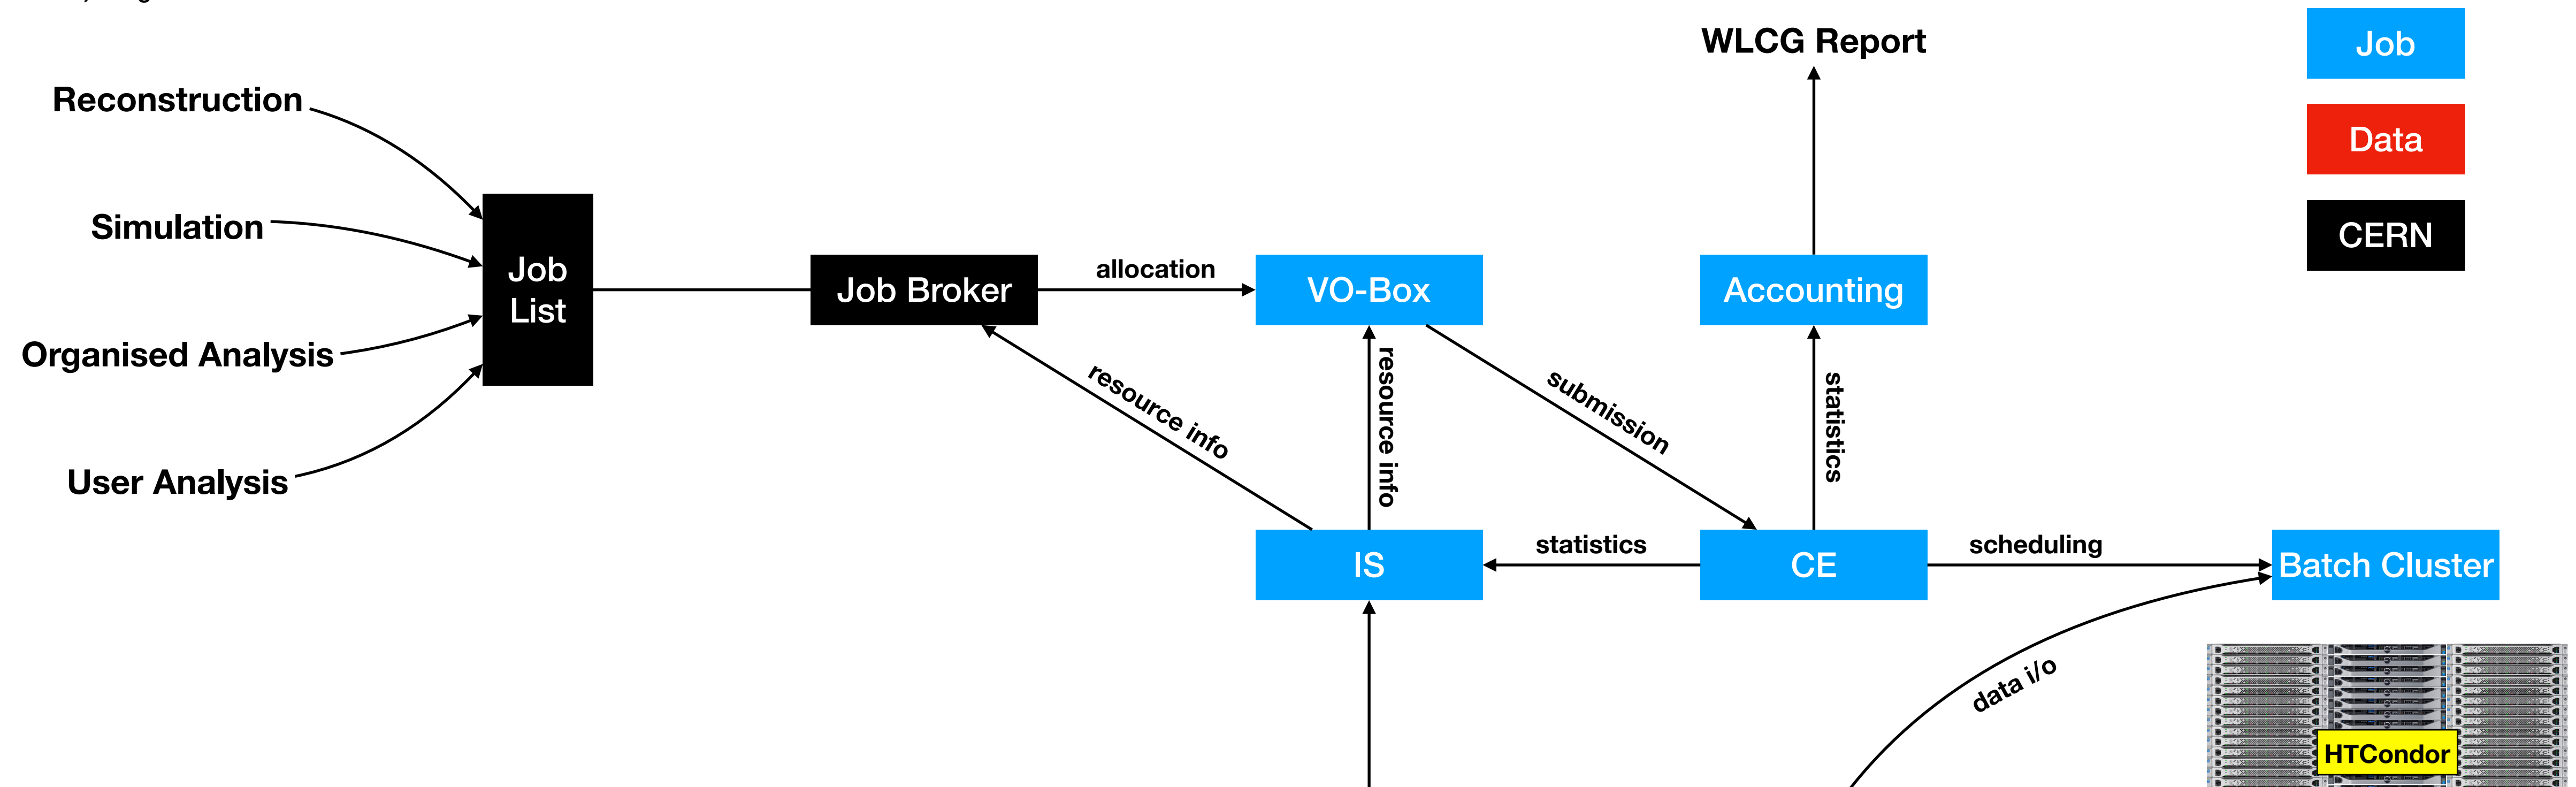 WLCG Report
Job
Data
CERN
Reconstruction
Simulation
Organised Analysis
User Analysis
Job
List
Job Broker
allocation
VO-Box
Accounting
resource info
resource info
submission
statistics
IS
statistics
CE
scheduling
Batch Cluster
data i/o
HTCondor